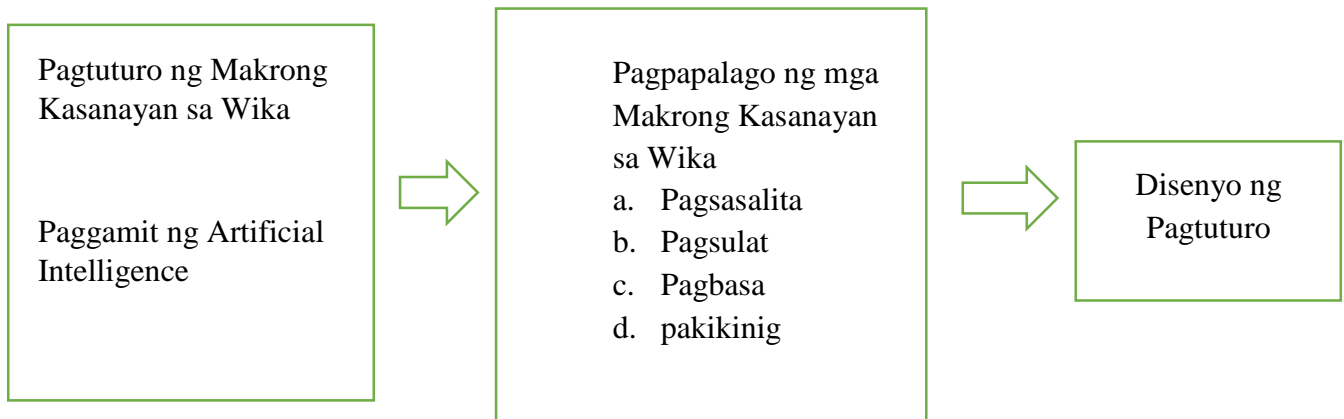 Pagtuturo ng Makrong
Kasanayan sa Wika
Paggamit ng Artificial
Intelligence
Pagpapalago ng mga
Makrong Kasanayan
sa Wika
a. Pagsasalita
b. Pagsulat
c. Pagbasa
d. pakikinig
Disenyo ng
Pagtuturo